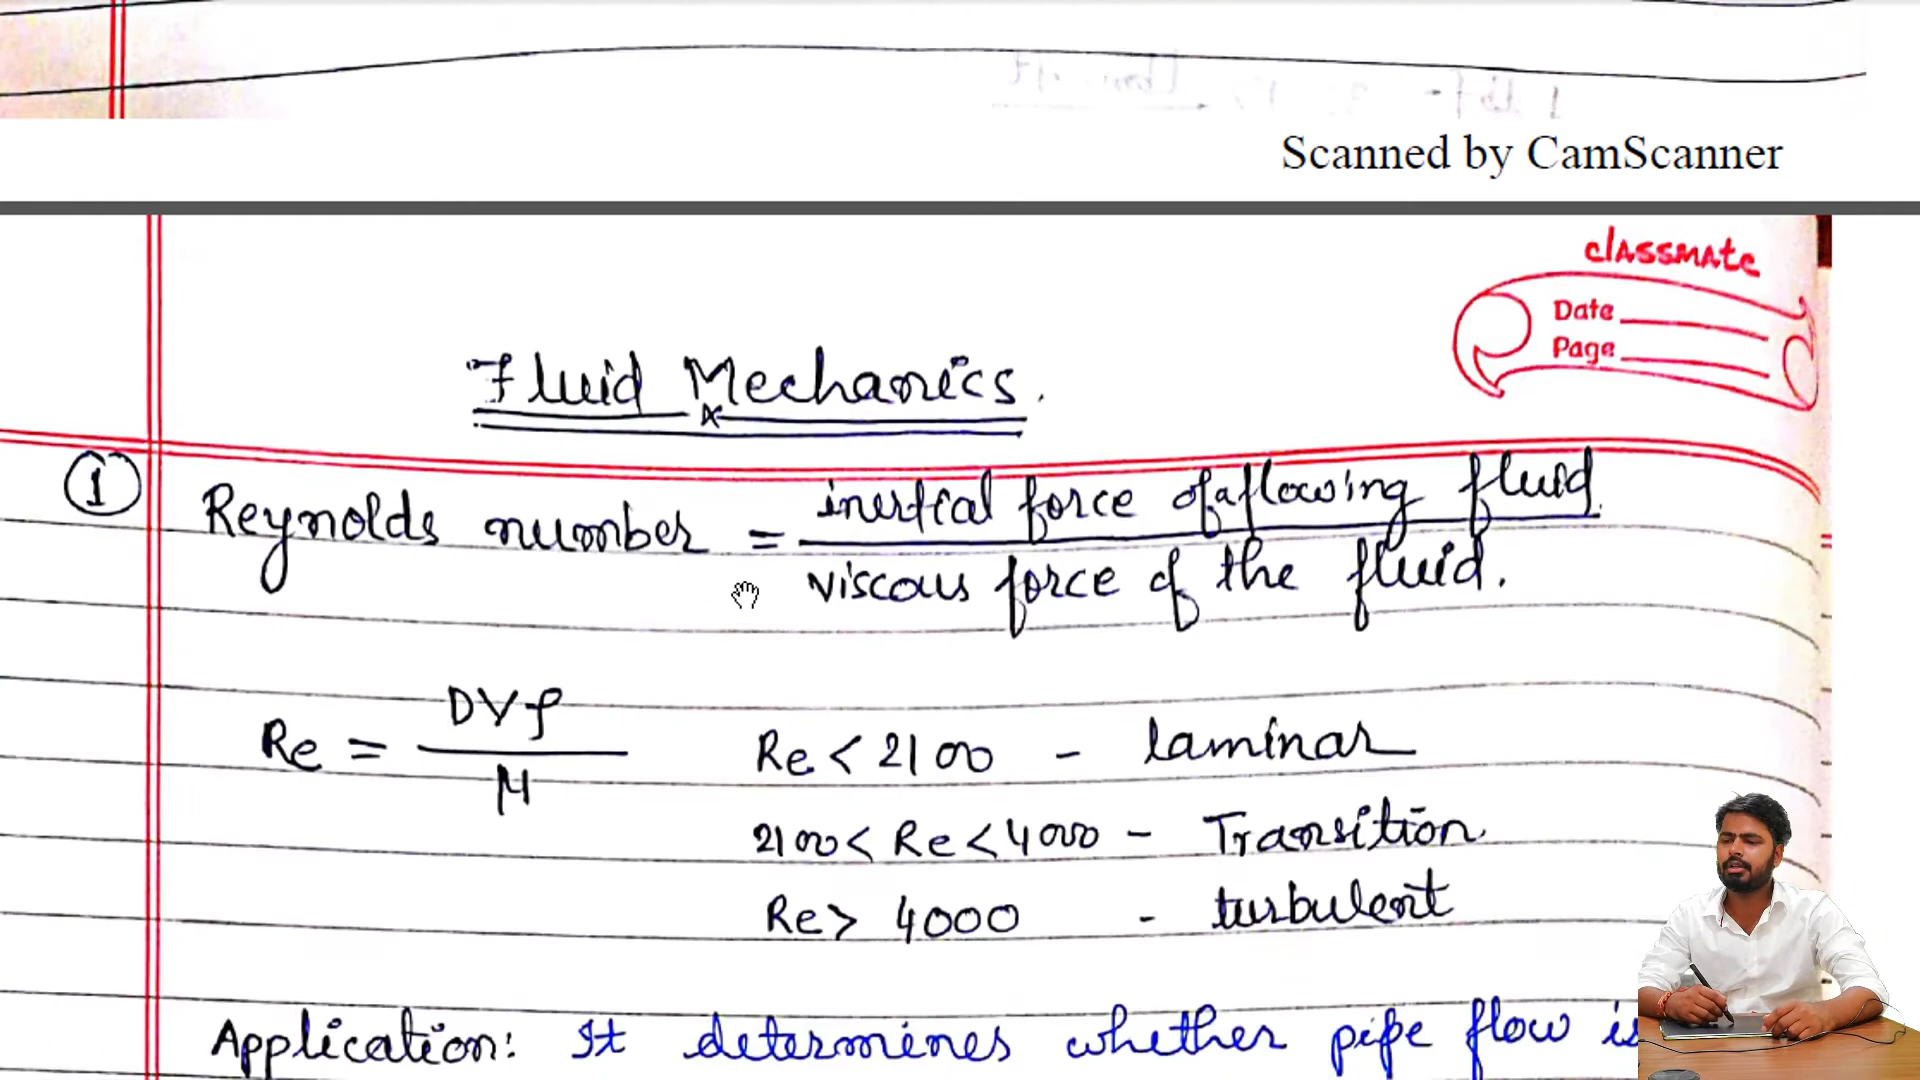 Scanned by CamScanner
classmate
Date
Page
Fluid Mechanics.
1 Reynolds number = inertial force of a flowing fluid.
viscous force of the fluid.
Re = DVρ
μ
Re < 2100 - laminar
2100 < Re < 4000 - Transition.
Re > 4000 - turbulent
Application: It determines whether pipe flow is